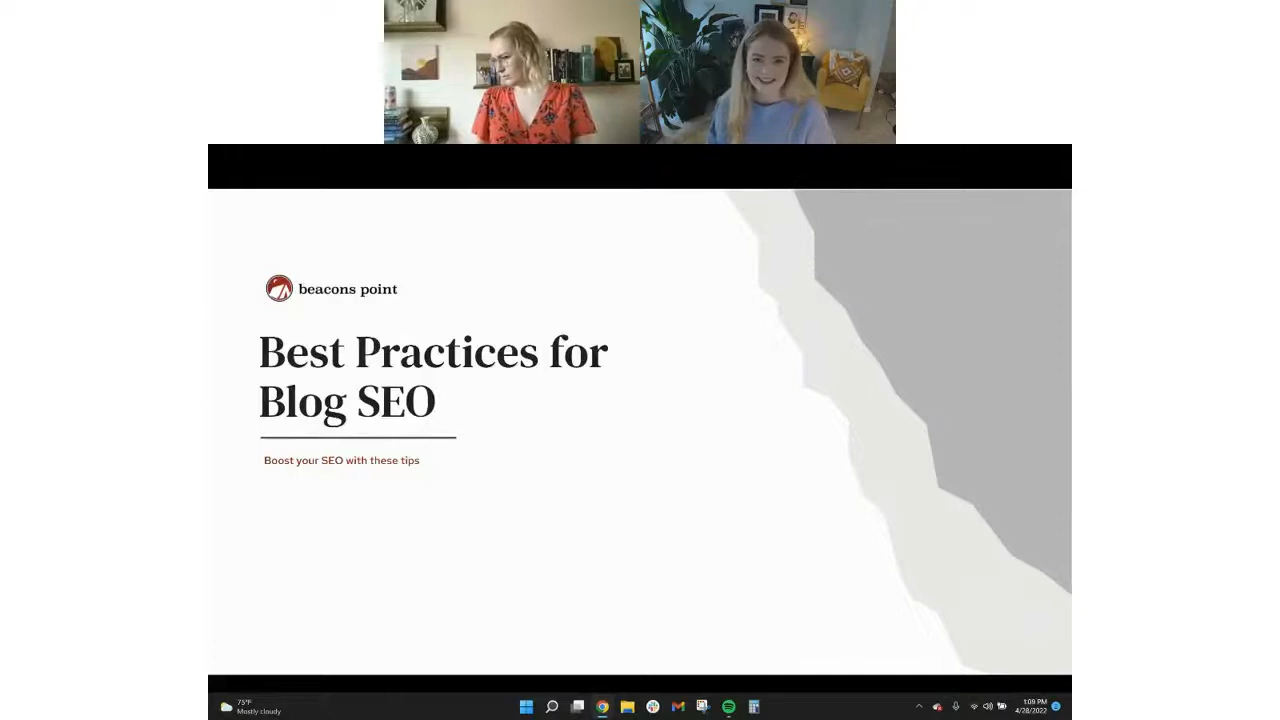 beacons point
Best Practices for
Blog SEO
Boost your SEO with these tips
75°F
Mostly cloudy
1:09 PM
4/28/2022